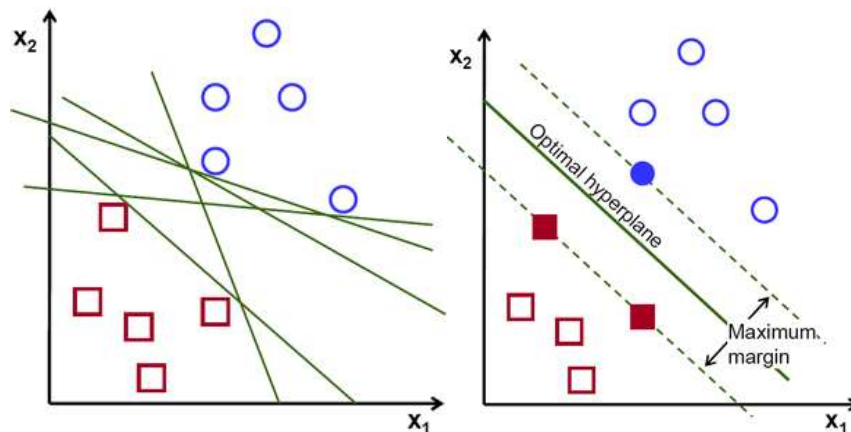 X₂
X₁
X₂
Optimal hyperplane
Maximum
margin
X₁